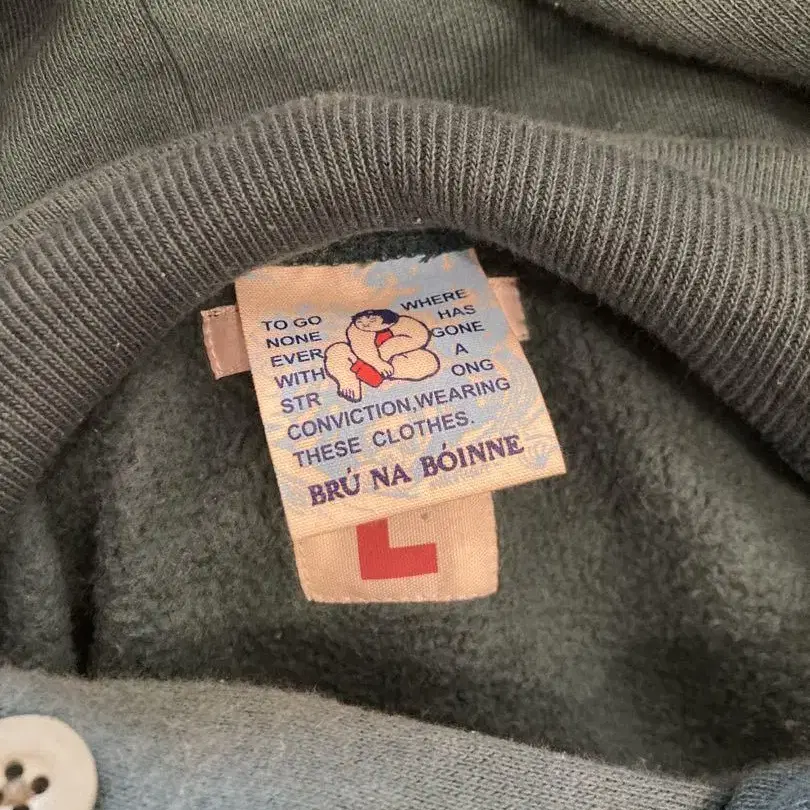 TO GO WHERE
NONE HAS
EVER GONE
WITH A
STR ONG
CONVICTION,WEARING
THESE CLOTHES.
BRÚ NA BÓINNE
L